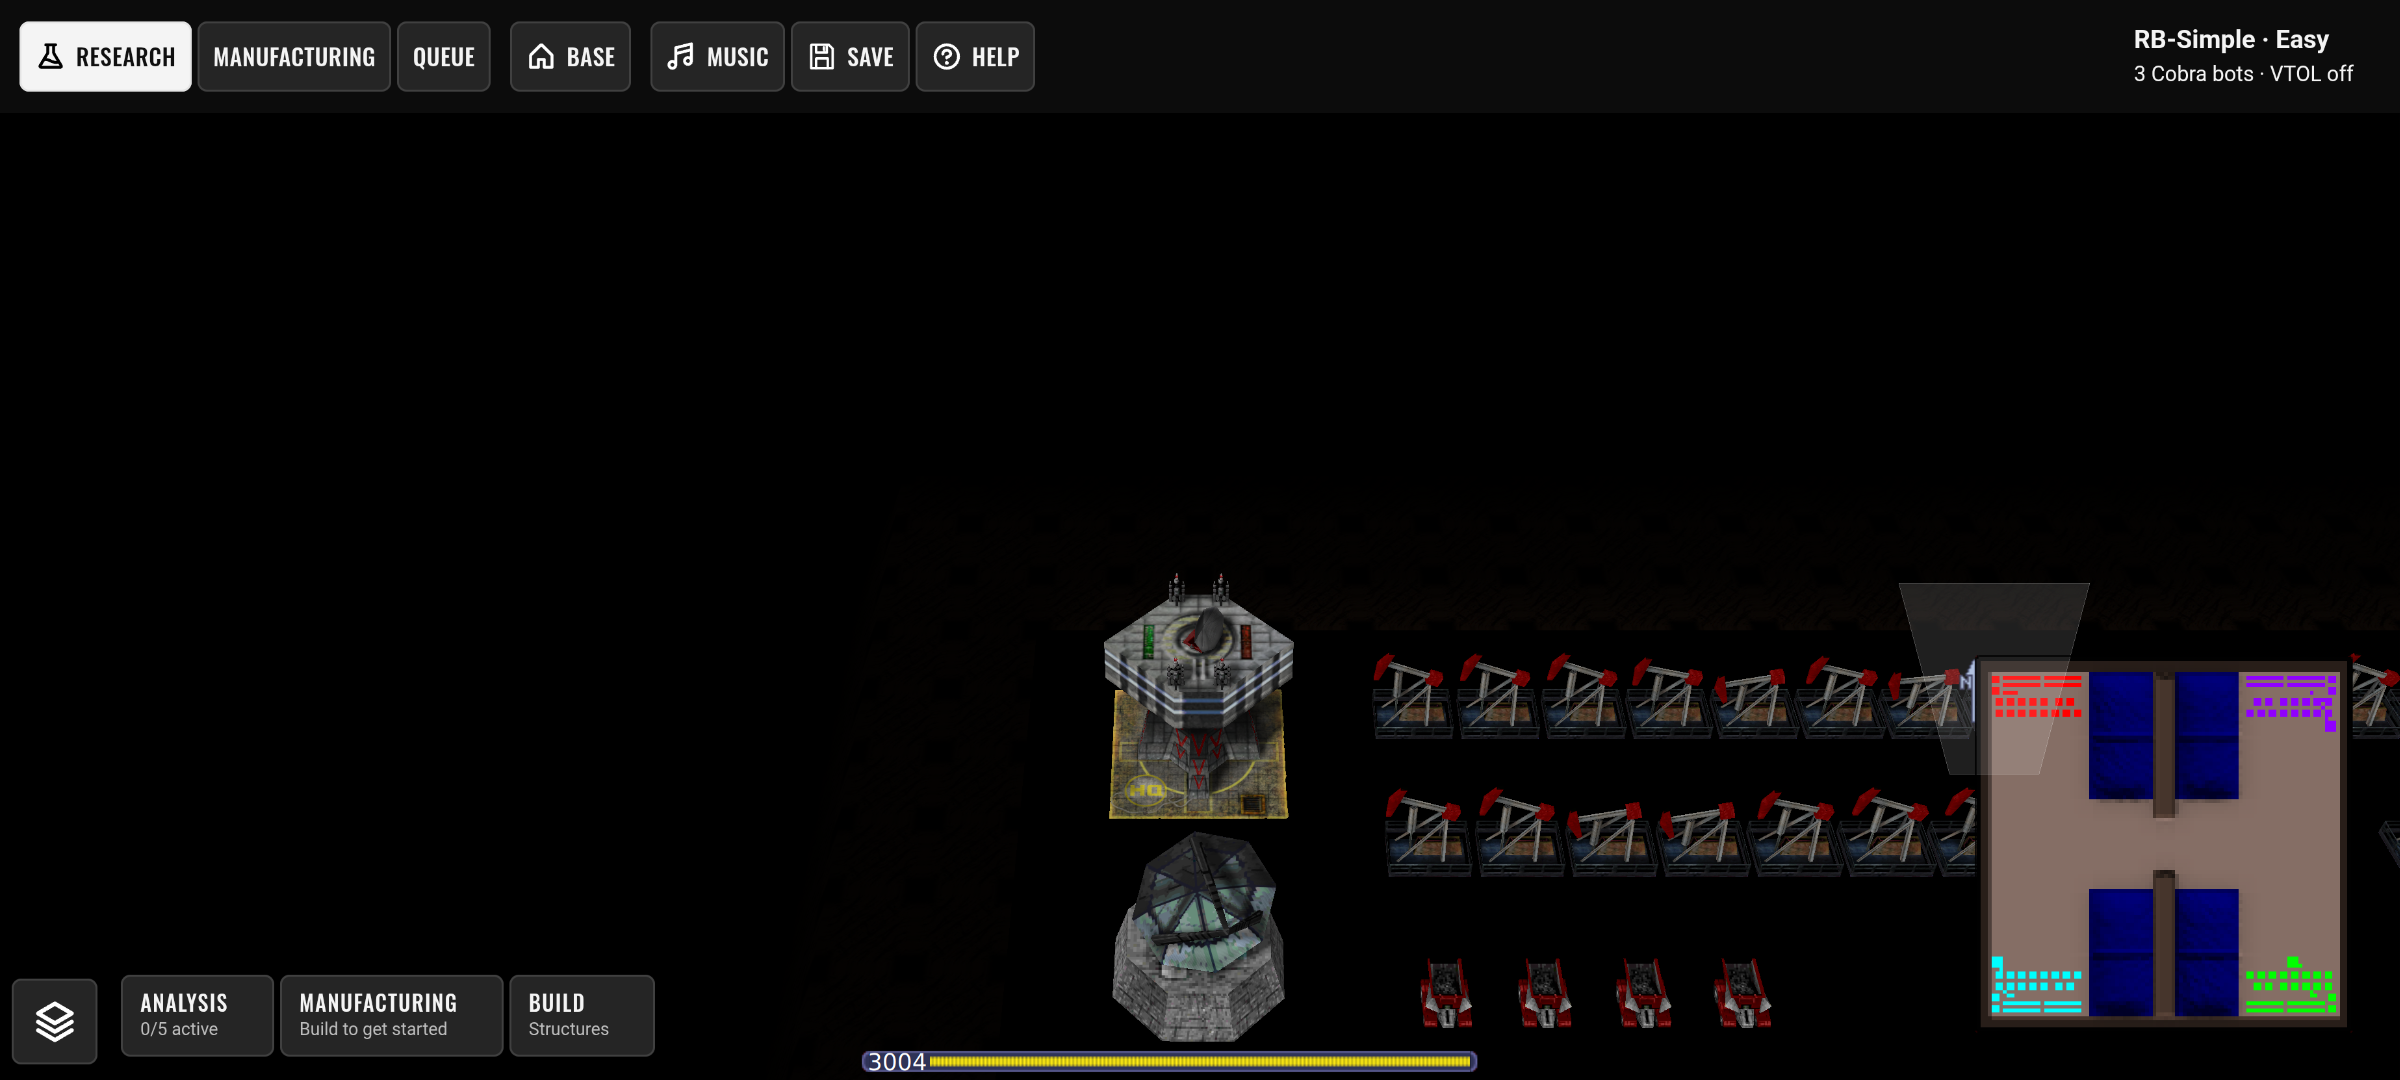 RESEARCH
MANUFACTURING
QUEUE
BASE
MUSIC
SAVE
HELP
RB-Simple · Easy
3 Cobra bots · VTOL off
HQ
N
ANALYSIS
0/5 active
MANUFACTURING
Build to get started
BUILD
Structures
3004